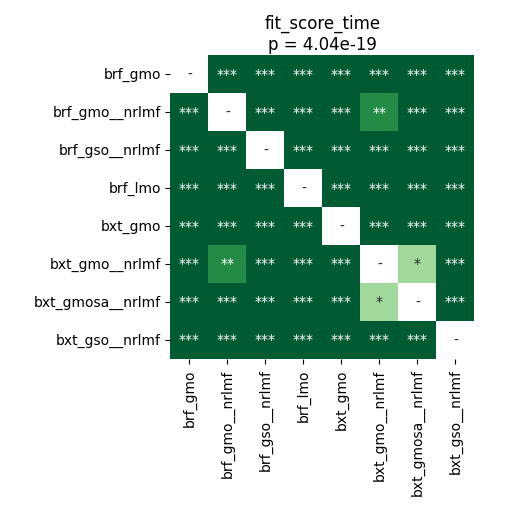 fit_score_time
p = 4.04e-19
brf_gmo - *** *** *** *** *** *** ***
brf_gmo__nrlmf *** - *** *** *** ** *** ***
brf_gso__nrlmf *** *** - *** *** *** *** ***
brf_lmo *** *** *** - *** *** *** ***
bxt_gmo *** *** *** *** - *** *** ***
bxt_gmo__nrlmf *** ** *** *** *** - * ***
bxt_gmosa__nrlmf *** *** *** *** *** * - ***
bxt_gso__nrlmf *** *** *** *** *** *** *** -
brf_gmo
brf_gmo__nrlmf
brf_gso__nrlmf
brf_lmo
bxt_gmo
bxt_gmo__nrlmf
bxt_gmosa__nrlmf
bxt_gso__nrlmf